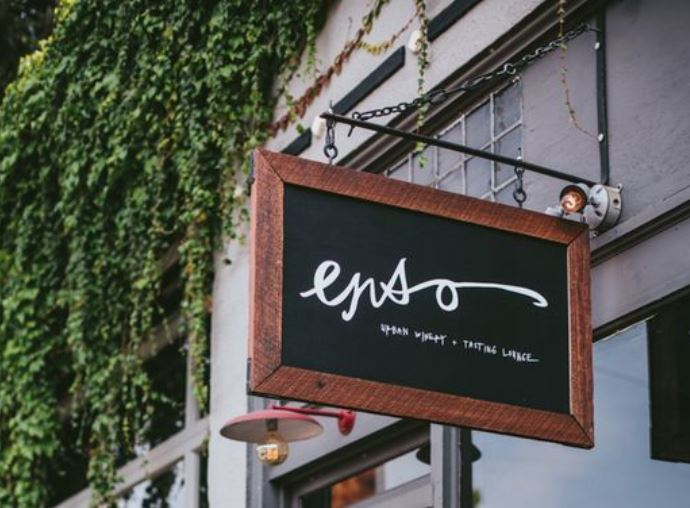 enso
URBAN WINERY + TASTING LOUNGE